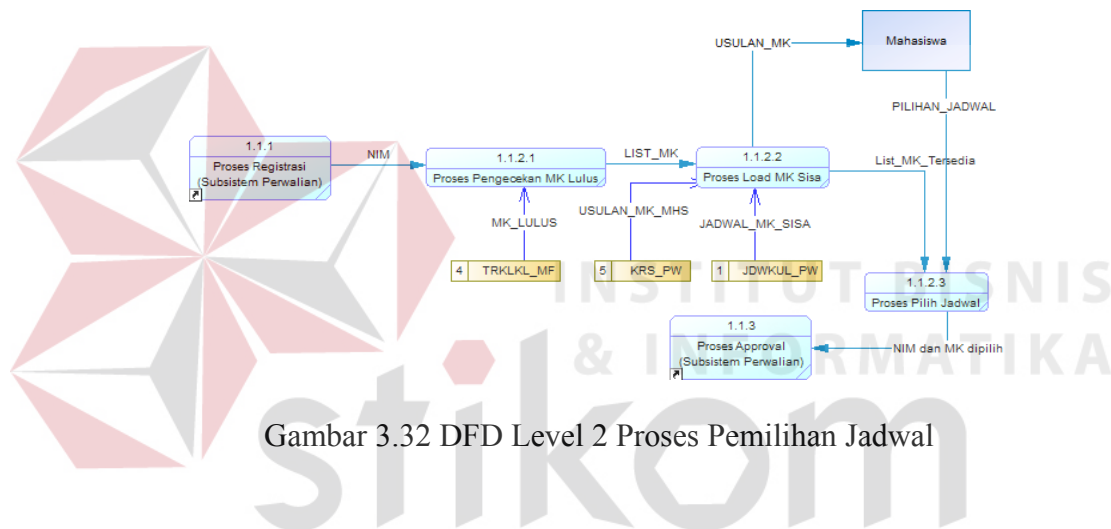 USULAN_MK
Mahasiswa
PILIHAN_JADWAL
1.1.1
Proses Registrasi
(Subsistem Perwalian)
NIM
1.1.2.1
Proses Pengecekan MK Lulus
LIST_MK
1.1.2.2
Proses Load MK Sisa
List_MK_Tersedia
MK_LULUS
USULAN_MK_MHS
JADWAL_MK_SISA
4 TRKLKL_MF
5 KRS_PW
1 JDWKUL_PW
1.1.2.3
Proses Pilih Jadwal
1.1.3
Proses Approval
(Subsistem Perwalian)
NIM dan MK dipilih
INSTITUT BISNIS
& INFORMATIKA
stikom
Gambar 3.32 DFD Level 2 Proses Pemilihan Jadwal